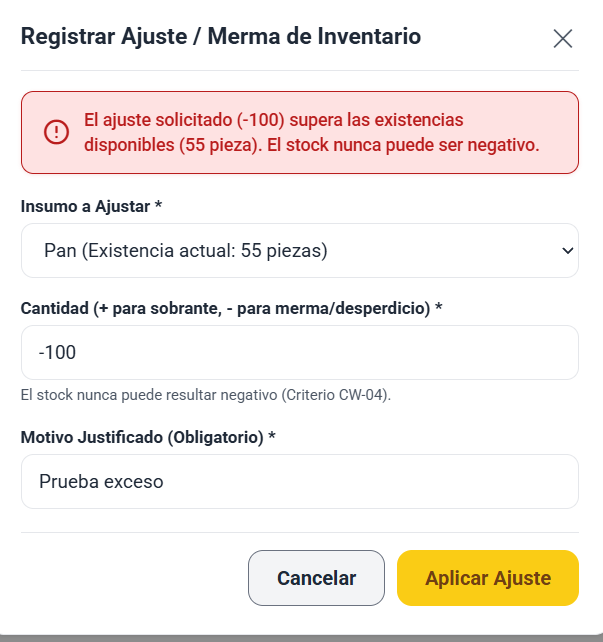 Registrar Ajuste / Merma de Inventario
El ajuste solicitado (-100) supera las existencias
disponibles (55 pieza). El stock nunca puede ser negativo.
Insumo a Ajustar *
Pan (Existencia actual: 55 piezas)
Cantidad (+ para sobrante, - para merma/desperdicio) *
-100
El stock nunca puede resultar negativo (Criterio CW-04).
Motivo Justificado (Obligatorio) *
Prueba exceso
Cancelar
Aplicar Ajuste